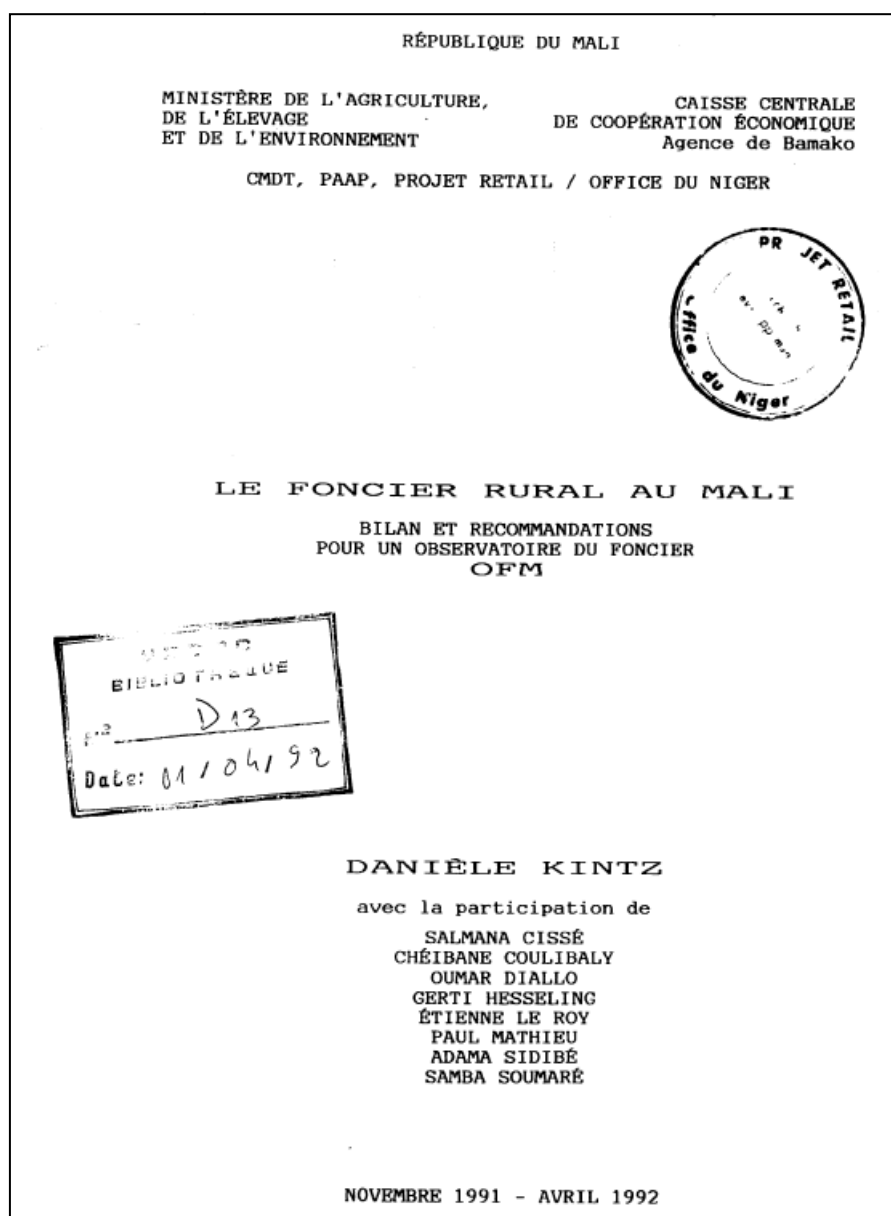 RÉPUBLIQUE DU MALI
MINISTÈRE DE L'AGRICULTURE,
DE L'ÉLEVAGE
ET DE L'ENVIRONNEMENT
CAISSE CENTRALE
DE COOPÉRATION ÉCONOMIQUE
Agence de Bamako
CMDT, PAAP, PROJET RETAIL / OFFICE DU NIGER
PR JET RETAIL
ffice du Niger
LE FONCIER RURAL AU MALI
BILAN ET RECOMMANDATIONS
POUR UN OBSERVATOIRE DU FONCIER
OFM
D13
Date: 01/04/92
DANIÈLE KINTZ
avec la participation de
SALMANA CISSÉ
CHÉIBANE COULIBALY
OUMAR DIALLO
GERTI HESSELING
ÉTIENNE LE ROY
PAUL MATHIEU
ADAMA SIDIBÉ
SAMBA SOUMARÉ
NOVEMBRE 1991 - AVRIL 1992